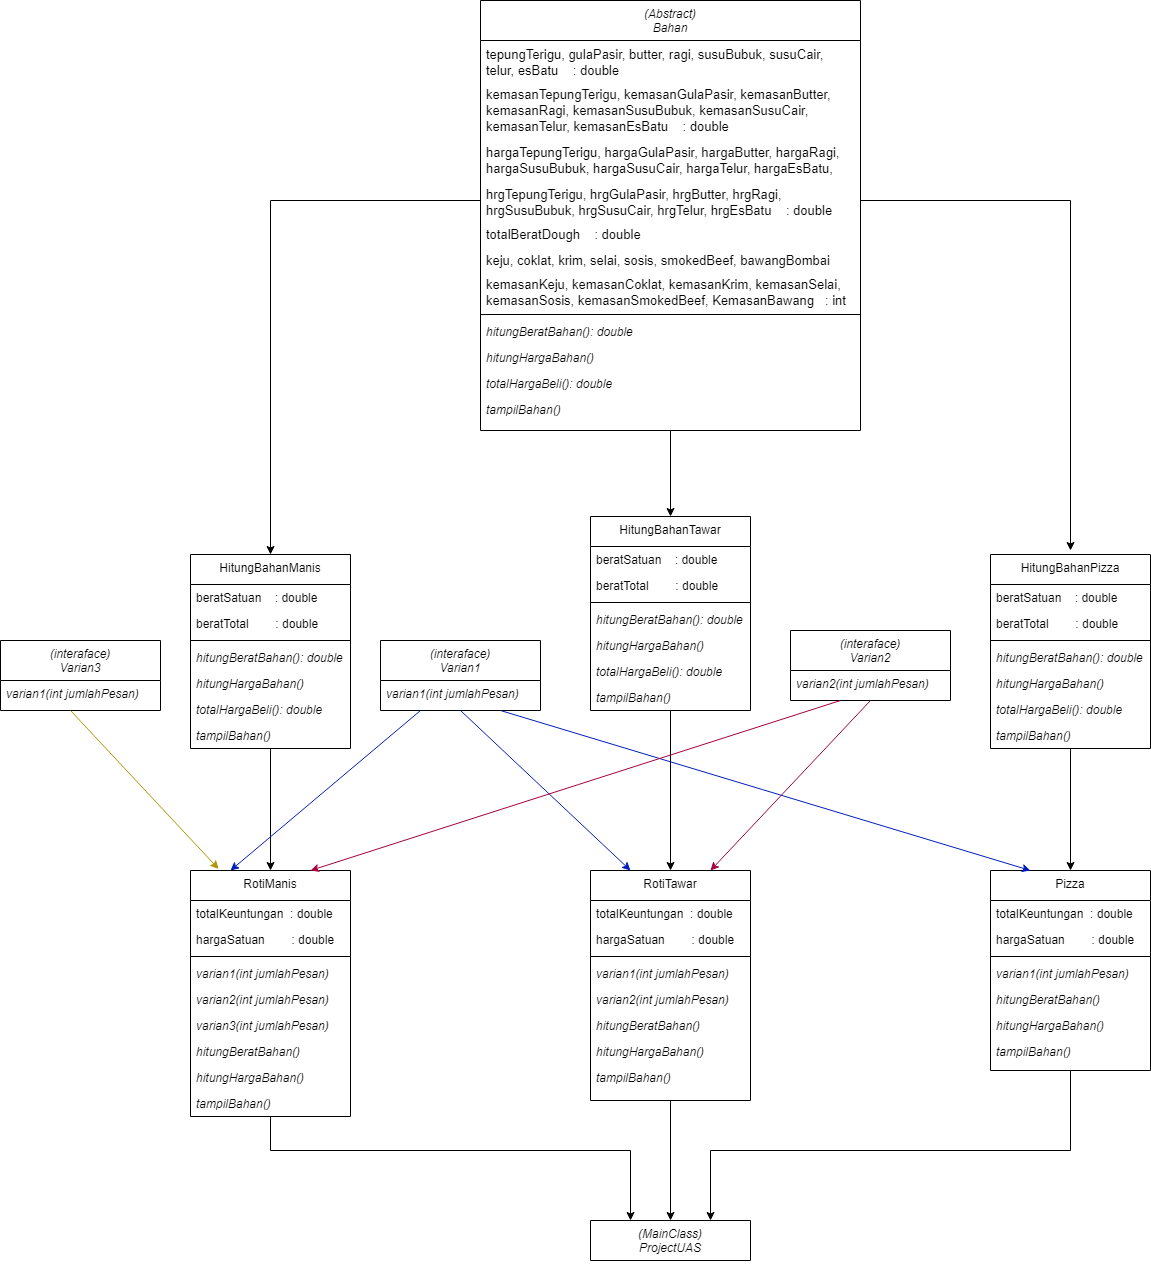 (Abstract)
Bahan
tepungTerigu, gulaPasir, butter, ragi, susuBubuk, susuCair,
telur, esBatu : double
kemasanTepungTerigu, kemasanGulaPasir, kemasanButter,
kemasanRagi, kemasanSusuBubuk, kemasanSusuCair,
kemasanTelur, kemasanEsBatu : double
hargaTepungTerigu, hargaGulaPasir, hargaButter, hargaRagi,
hargaSusuBubuk, hargaSusuCair, hargaTelur, hargaEsBatu,
hrgTepungTerigu, hrgGulaPasir, hrgButter, hrgRagi,
hrgSusuBubuk, hrgSusuCair, hrgTelur, hrgEsBatu : double
totalBeratDough : double
keju, coklat, krim, selai, sosis, smokedBeef, bawangBombai
kemasanKeju, kemasanCoklat, kemasanKrim, kemasanSelai,
kemasanSosis, kemasanSmokedBeef, KemasanBawang : int
hitungBeratBahan(): double
hitungHargaBahan()
totalHargaBeli(): double
tampilBahan()
HitungBahanManis
beratSatuan : double
beratTotal : double
hitungBeratBahan(): double
hitungHargaBahan()
totalHargaBeli(): double
tampilBahan()
HitungBahanTawar
beratSatuan : double
beratTotal : double
hitungBeratBahan(): double
hitungHargaBahan()
totalHargaBeli(): double
tampilBahan()
HitungBahanPizza
beratSatuan : double
beratTotal : double
hitungBeratBahan(): double
hitungHargaBahan()
totalHargaBeli(): double
tampilBahan()
(interaface)
Varian3
varian1(int jumlahPesan)
(interaface)
Varian1
varian1(int jumlahPesan)
(interaface)
Varian2
varian2(int jumlahPesan)
RotiManis
totalKeuntungan : double
hargaSatuan : double
varian1(int jumlahPesan)
varian2(int jumlahPesan)
varian3(int jumlahPesan)
hitungBeratBahan()
hitungHargaBahan()
tampilBahan()
RotiTawar
totalKeuntungan : double
hargaSatuan : double
varian1(int jumlahPesan)
varian2(int jumlahPesan)
hitungBeratBahan()
hitungHargaBahan()
tampilBahan()
Pizza
totalKeuntungan : double
hargaSatuan : double
varian1(int jumlahPesan)
hitungBeratBahan()
hitungHargaBahan()
tampilBahan()
(MainClass)
ProjectUAS